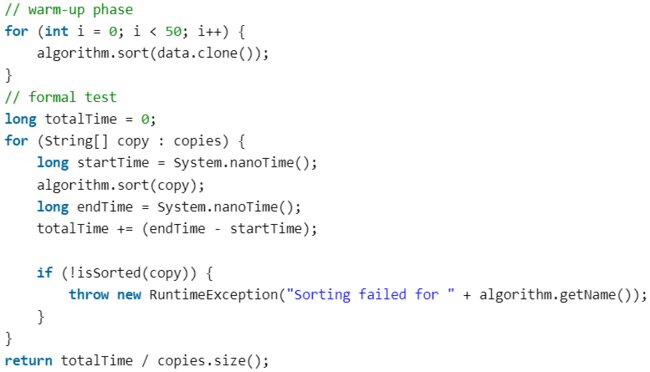 // warm-up phase
for (int i = 0; i < 50; i++) {
    algorithm.sort(data.clone());
}
// formal test
long totalTime = 0;
for (String[] copy : copies) {
    long startTime = System.nanoTime();
    algorithm.sort(copy);
    long endTime = System.nanoTime();
    totalTime += (endTime - startTime);

    if (!isSorted(copy)) {
        throw new RuntimeException("Sorting failed for " + algorithm.getName());
    }
}
return totalTime / copies.size();